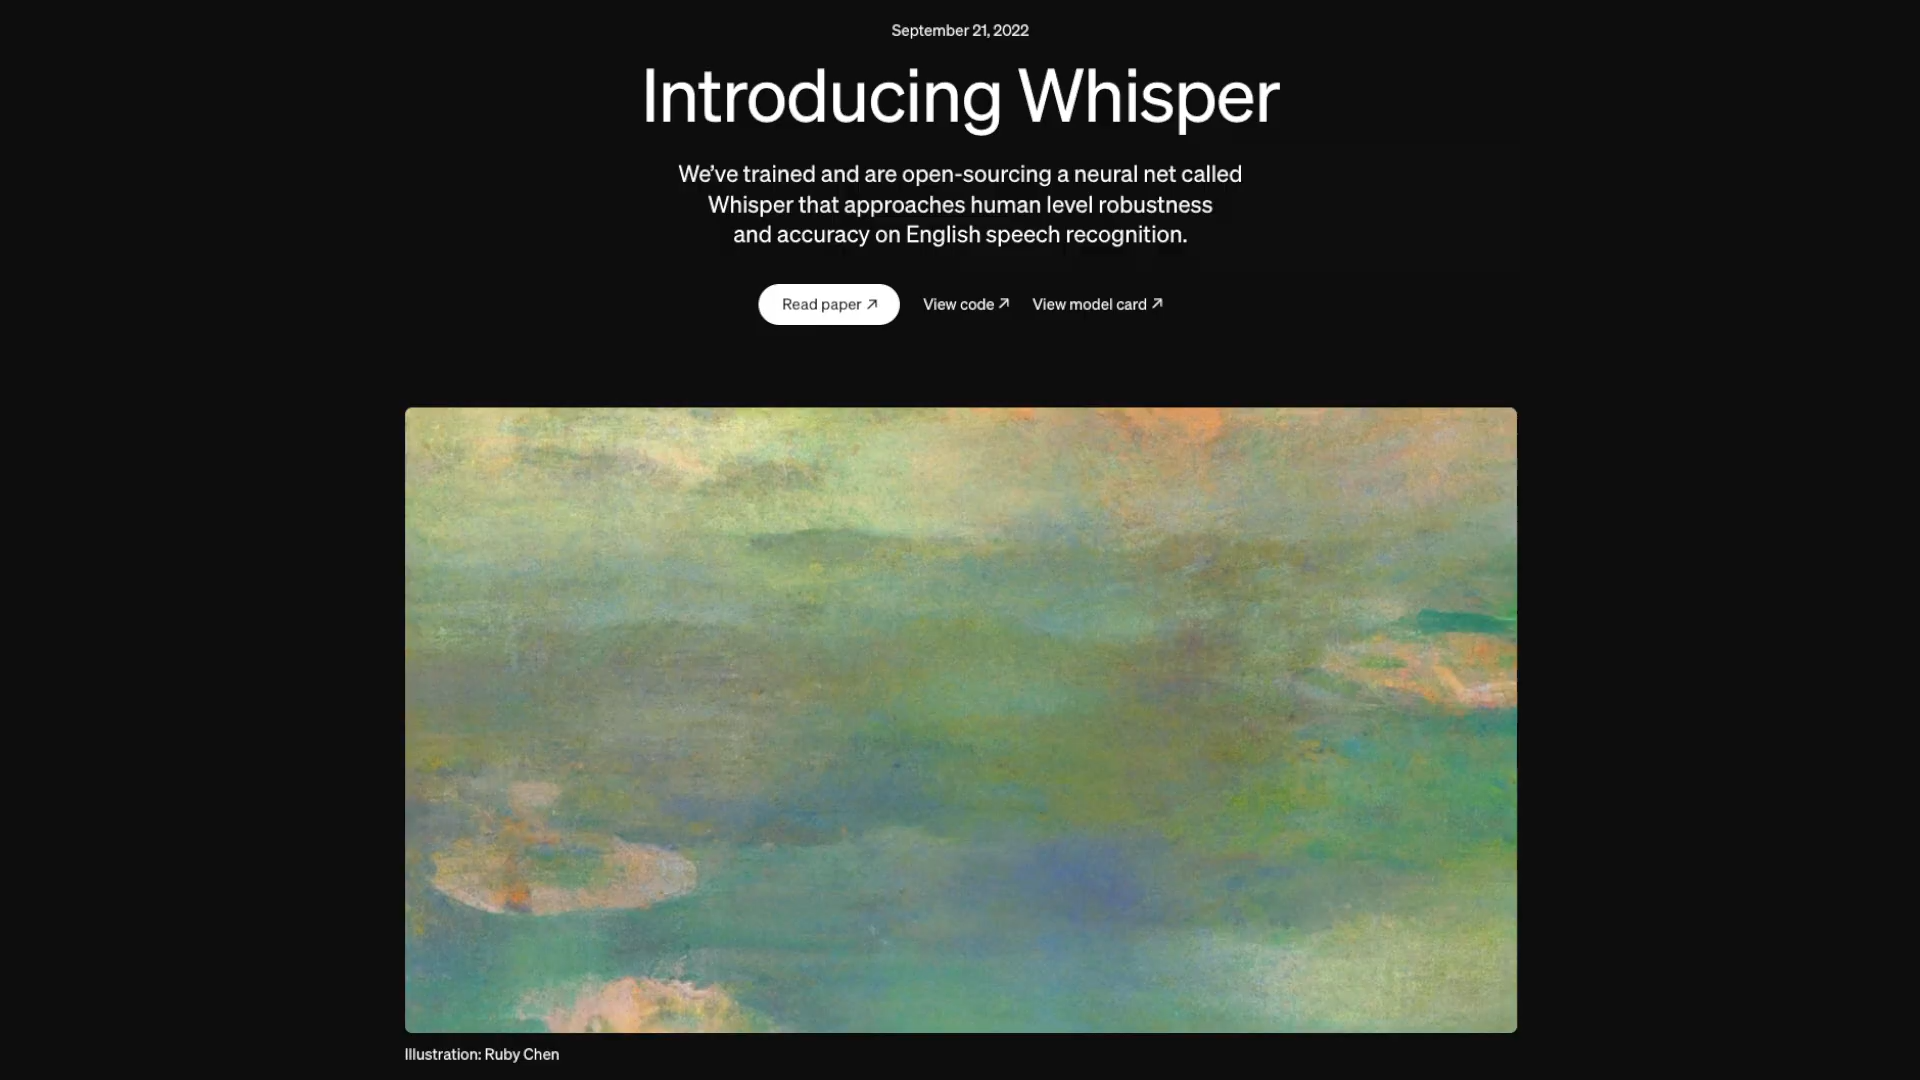 September 21, 2022
Introducing Whisper
We’ve trained and are open-sourcing a neural net called
Whisper that approaches human level robustness
and accuracy on English speech recognition.
Read paper ↗ View code ↗ View model card ↗
Illustration: Ruby Chen